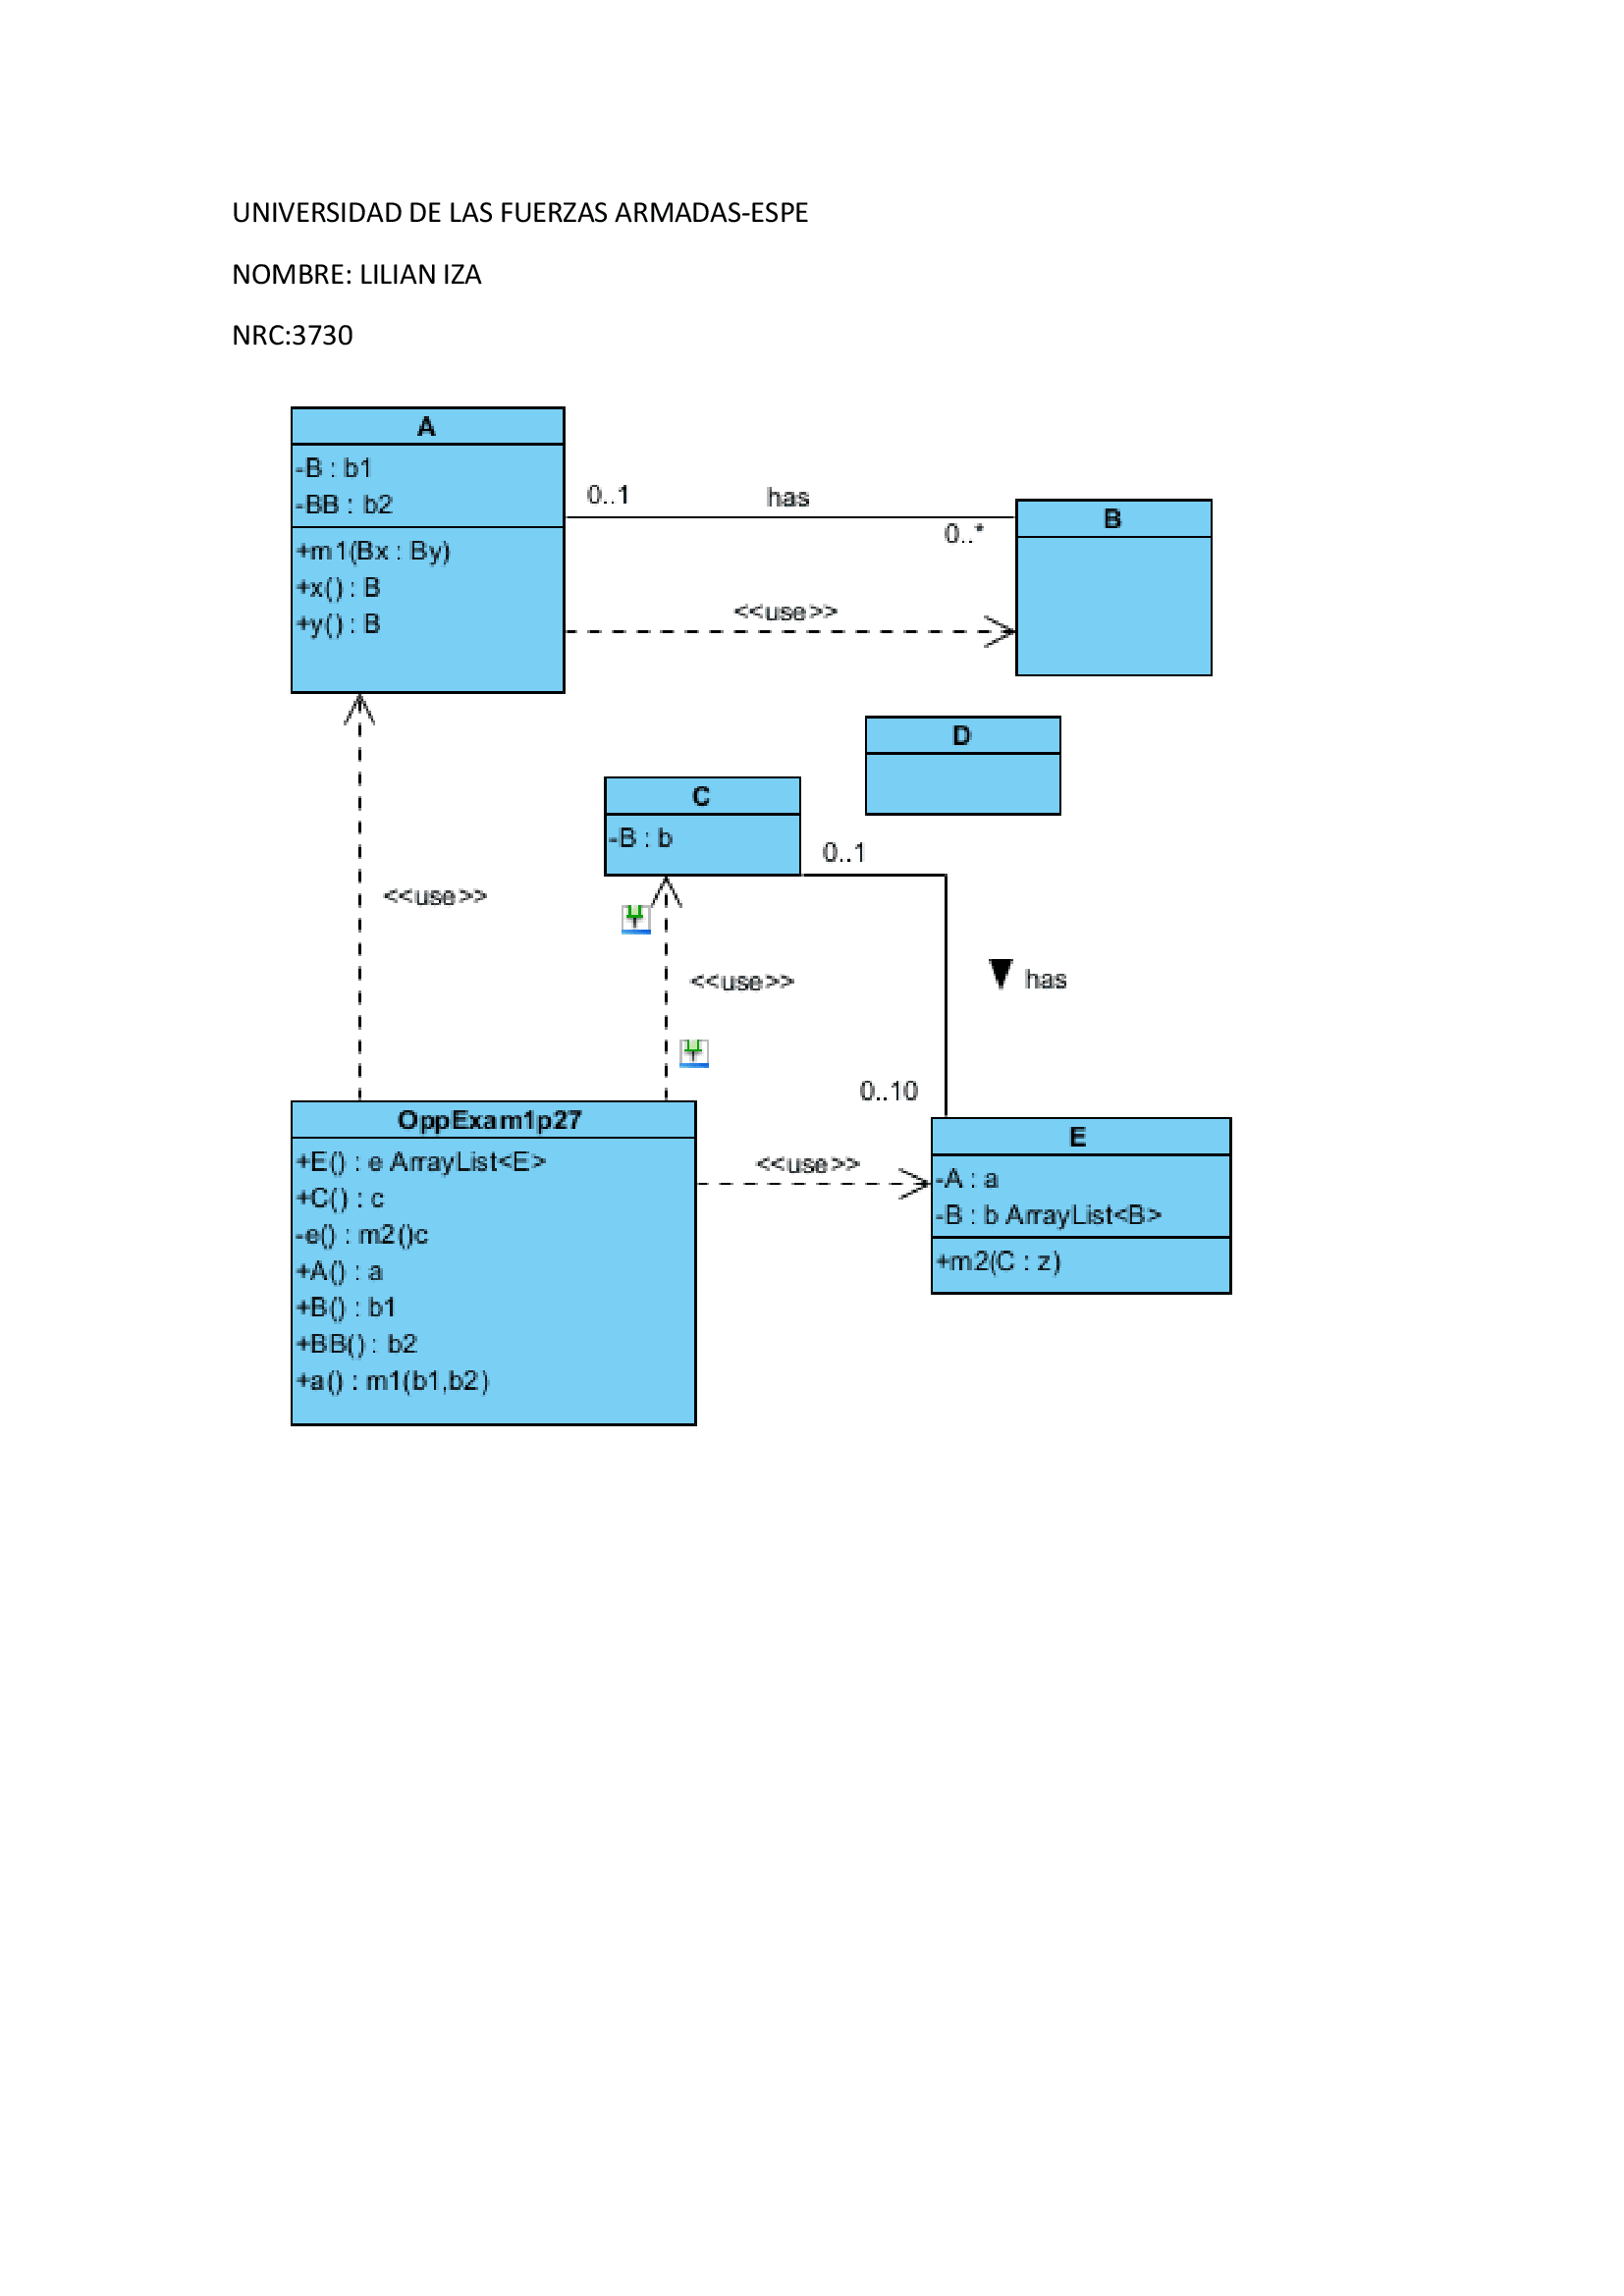 UNIVERSIDAD DE LAS FUERZAS ARMADAS-ESPE
NOMBRE: LILIAN IZA
NRC:3730
A
-B : b1
-BB : b2
+m1(Bx : By)
+x() : B
+y() : B
0..1
has
0..*
B
<<use>>
D
C
-B : b
0..1
<<use>>
<<use>>
has
0..10
OppExam1p27
+E() : e ArrayList<E>
+C() : c
-e() : m2()c
+A() : a
+B() : b1
+BB() : b2
+a() : m1(b1,b2)
<<use>>
E
-A : a
-B : b ArrayList<B>
+m2(C : z)